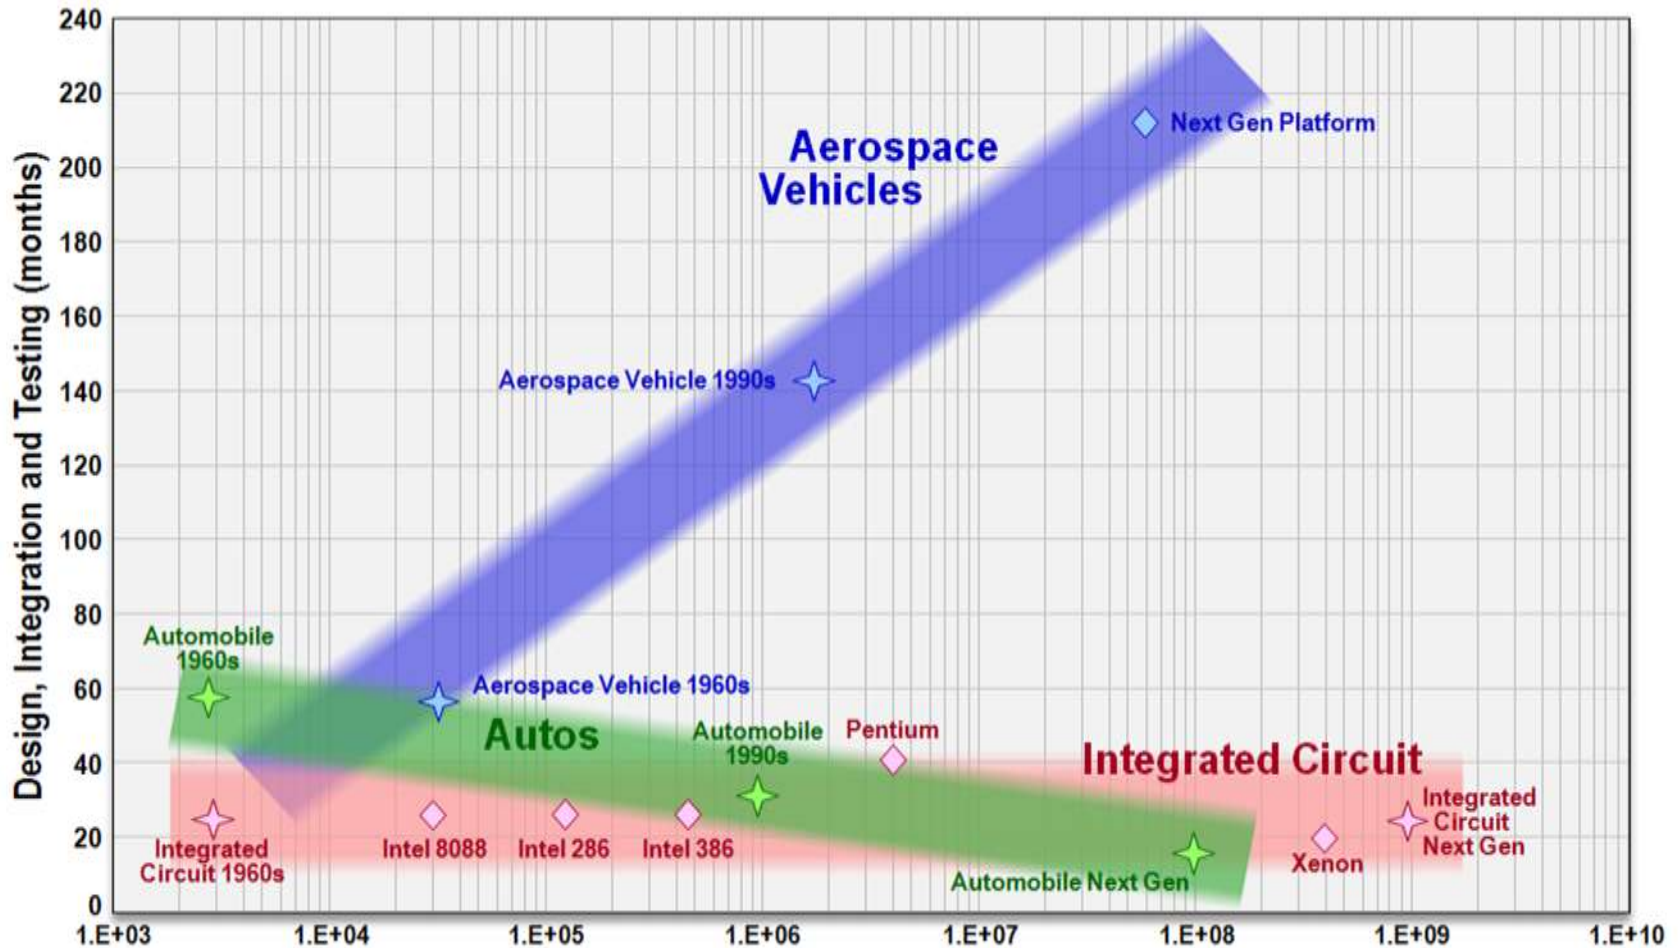 Design, Integration and Testing (months)
240
220
200
180
160
140
120
100
80
60
40
20
0
Aerospace
Vehicles
Next Gen Platform
Aerospace Vehicle 1990s
Automobile
1960s
Aerospace Vehicle 1960s
Autos
Automobile
1990s
Pentium
Integrated Circuit
Integrated
Circuit 1960s
Intel 8088
Intel 286
Intel 386
Automobile Next Gen
Xenon
Integrated
Circuit
Next Gen
1.E+03
1.E+04
1.E+05
1.E+06
1.E+07
1.E+08
1.E+09
1.E+10